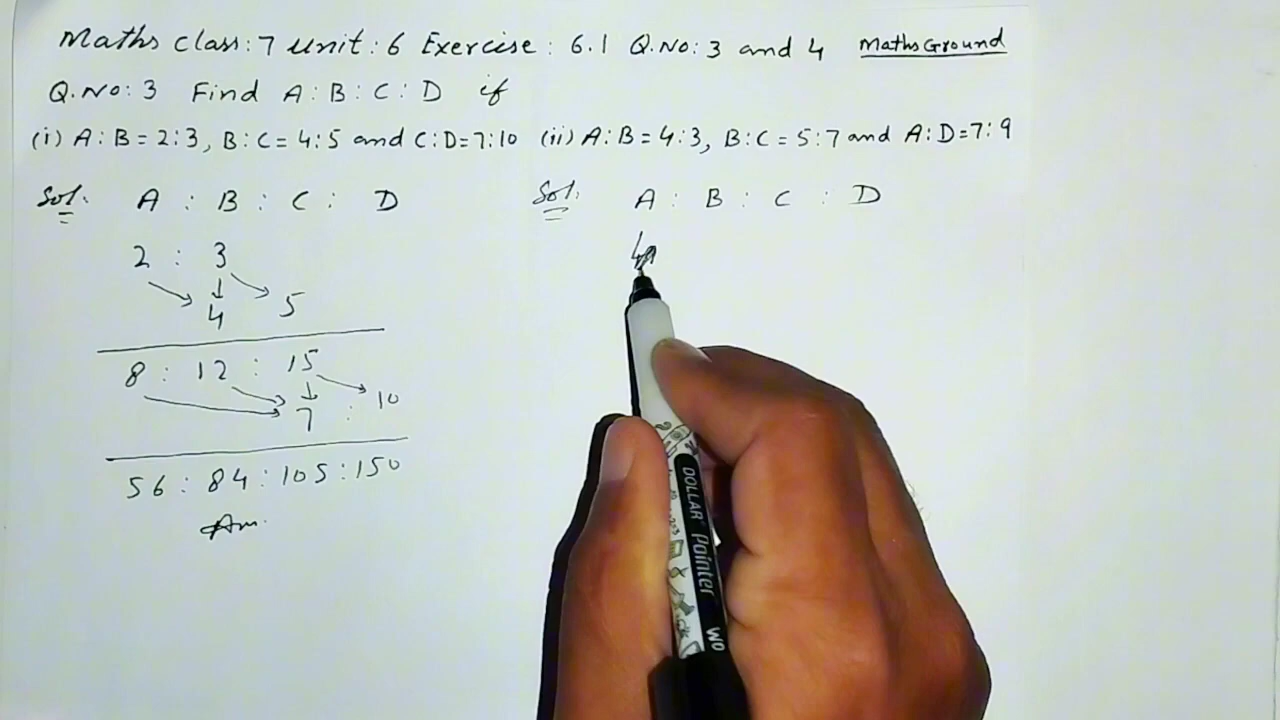 Maths Class: 7 Unit: 6 Exercise: 6.1 Q.No: 3 and 4 MathsGround
Q.No: 3 Find A : B : C : D if
(i) A:B = 2:3, B:C = 4:5 and C:D = 7:10 (ii) A:B = 4:3, B:C = 5:7 and A:D = 7:9
Sol: A : B : C : D
2 : 3
4 5
8 : 12 : 15
7 : 10
56 : 84 : 105 : 150
Ans.
Sol: A : B : C : D
4
DOLLAR Pointer WO